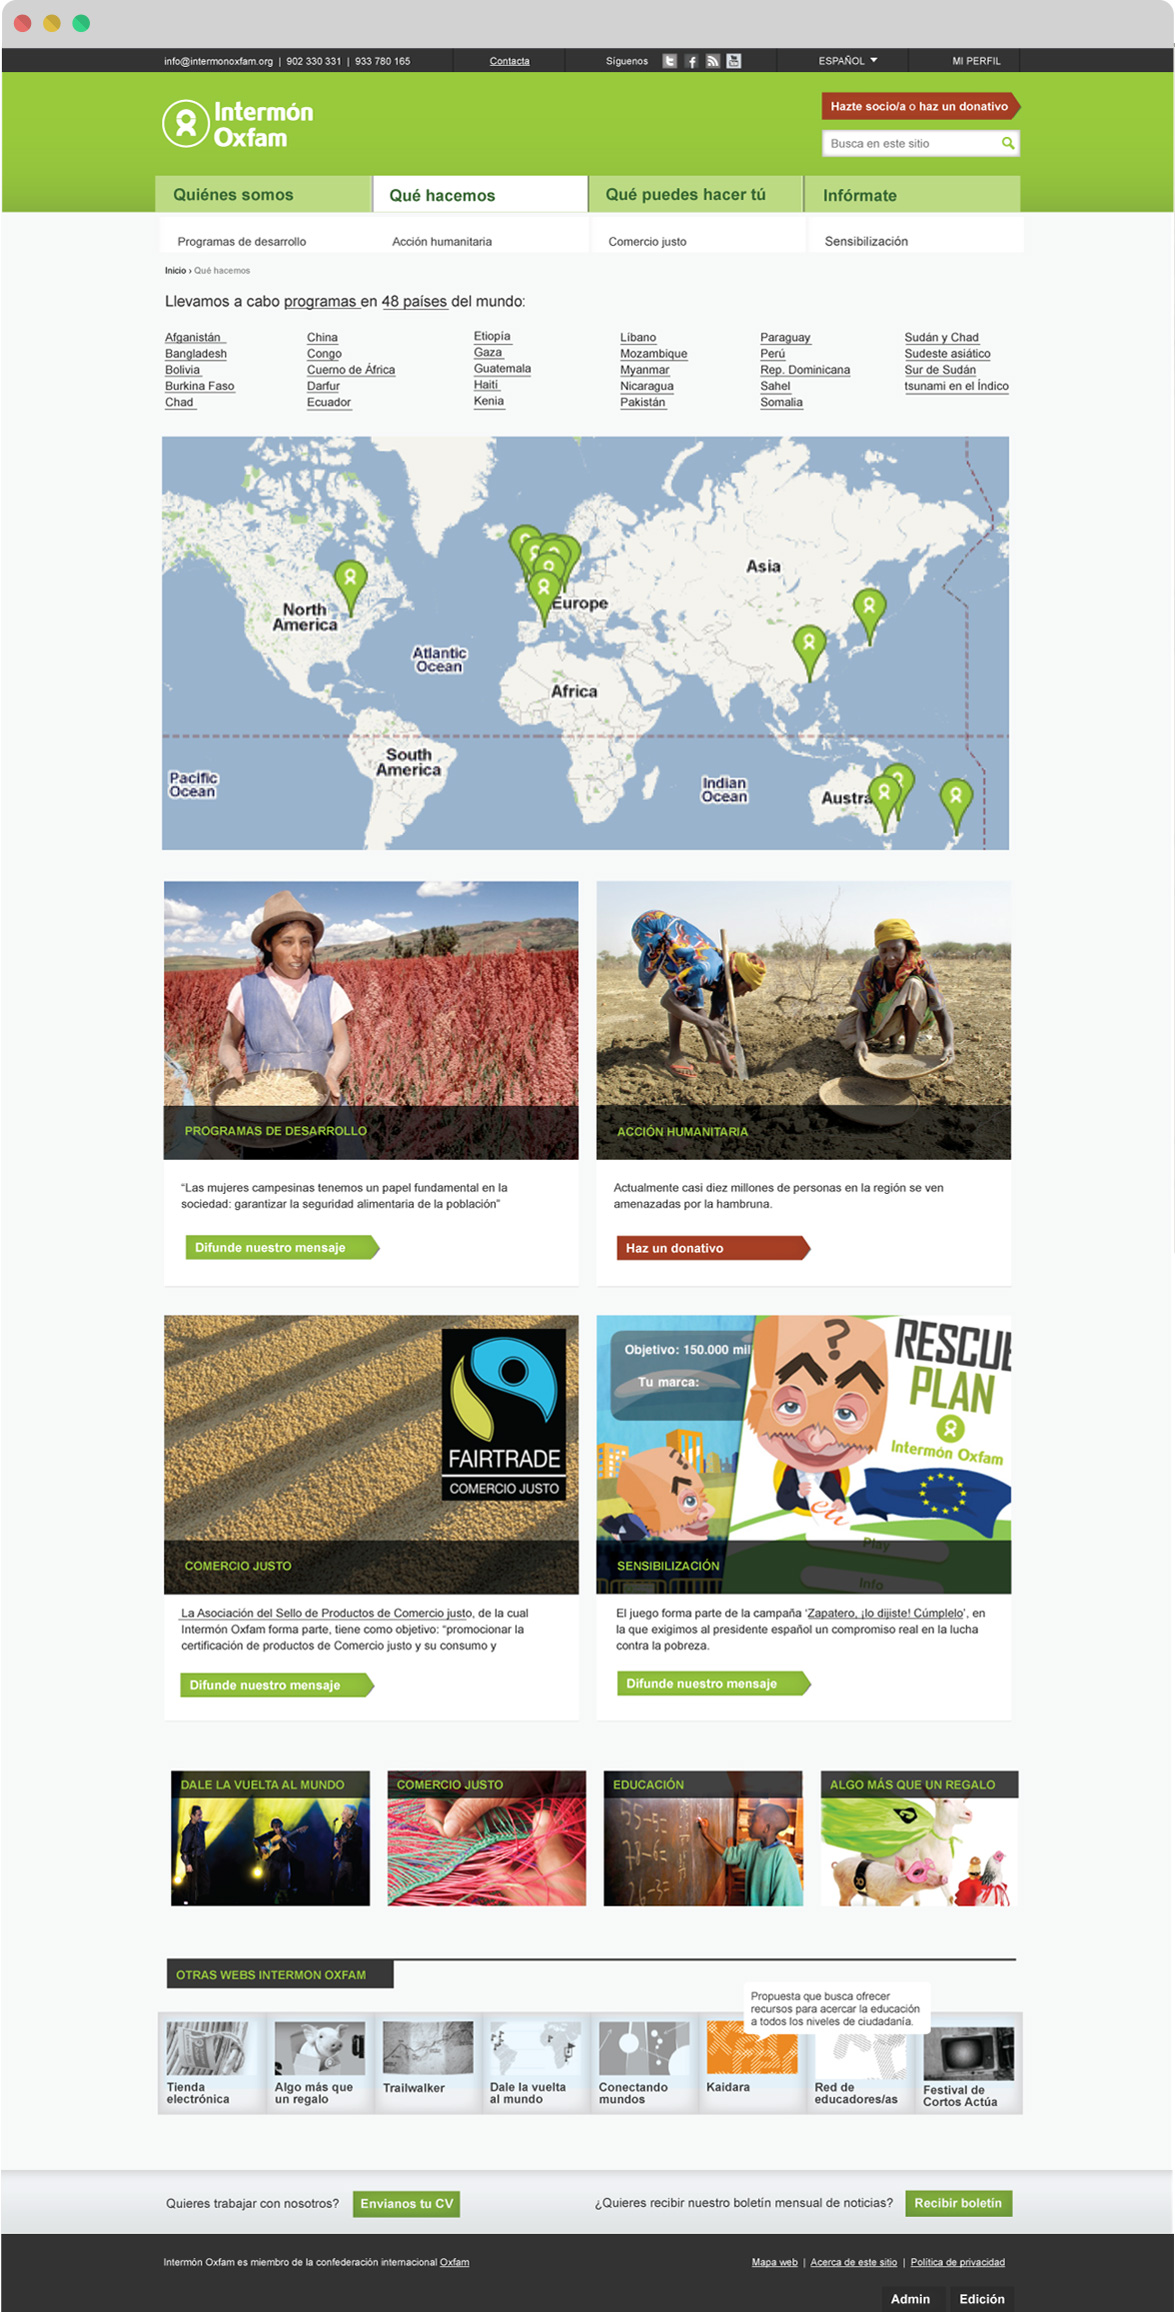 info@intermonoxfam.org | 902 330 331 | 933 780 165
Contacta
Síguenos
ESPAÑOL
MI PERFIL
Intermón
Oxfam
Hazte socio/a o haz un donativo
Busca en este sitio
Quiénes somos
Qué hacemos
Qué puedes hacer tú
Infórmate
Programas de desarrollo
Acción humanitaria
Comercio justo
Sensibilización
Inicio › Qué hacemos
Llevamos a cabo programas en 48 países del mundo:
Afganistán
Bangladesh
Bolivia
Burkina Faso
Chad
China
Congo
Cuerno de África
Darfur
Ecuador
Etiopía
Gaza
Guatemala
Haití
Kenia
Líbano
Mozambique
Myanmar
Nicaragua
Pakistán
Paraguay
Perú
Rep. Dominicana
Sahel
Somalia
Sudán y Chad
Sudeste asiático
Sur de Sudán
tsunami en el Índico
Asia
North
America
Europe
Atlantic
Ocean
Africa
South
America
Pacific
Ocean
Indian
Ocean
Austra
PROGRAMAS DE DESARROLLO
“Las mujeres campesinas tenemos un papel fundamental en la
sociedad: garantizar la seguridad alimentaria de la población”
Difunde nuestro mensaje
ACCIÓN HUMANITARIA
Actualmente casi diez millones de personas en la región se ven
amenazadas por la hambruna.
Haz un donativo
FAIRTRADE
COMERCIO JUSTO
COMERCIO JUSTO
La Asociación del Sello de Productos de Comercio justo, de la cual
Intermón Oxfam forma parte, tiene como objetivo: “promocionar la
certificación de productos de Comercio justo y su consumo y
Difunde nuestro mensaje
Objetivo: 150.000 mil
Tu marca:
?
RESCUE
PLAN
Intermón Oxfam
eu
Play
Info
SENSIBILIZACIÓN
El juego forma parte de la campaña ‘Zapatero, ¡lo dijiste! Cúmplelo’, en
la que exigimos al presidente español un compromiso real en la lucha
contra la pobreza.
Difunde nuestro mensaje
DALE LA VUELTA AL MUNDO
COMERCIO JUSTO
EDUCACIÓN
ALGO MÁS QUE UN REGALO
OTRAS WEBS INTERMON OXFAM
Propuesta que busca ofrecer
recursos para acercar la educación
a todos los niveles de ciudadanía.
Tienda
electrónica
Algo más que
un regalo
Trailwalker
Dale la vuelta
al mundo
Conectando
mundos
Kaidara
Red de
educadores/as
Festival de
Cortos Actúa
Quieres trabajar con nosotros?
Envianos tu CV
¿Quieres recibir nuestro boletín mensual de noticias?
Recibir boletín
Intermón Oxfam es miembro de la confederación internacional Oxfam
Mapa web | Acerca de este sitio | Política de privacidad
Admin
Edición